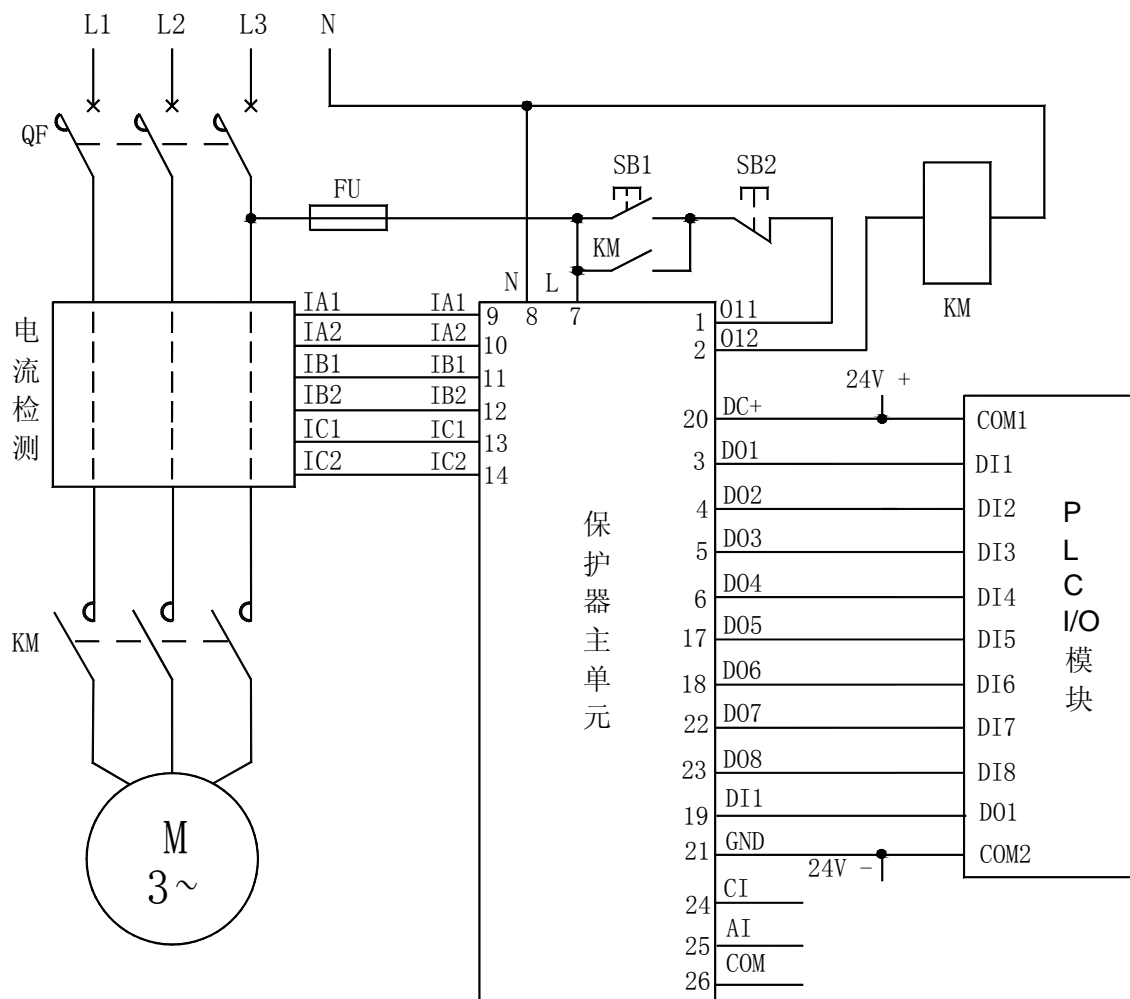 L1 L2 L3 N
QF
FU
SB1
SB2
KM
KM
N L
8 7
电流检测
IA1 IA1 9
IA2 IA2 10
IB1 IB1 11
IB2 IB2 12
IC1 IC1 13
IC2 IC2 14
1 O11
2 O12
24V +
20 DC+ COM1
3 DO1 DI1
4 DO2 DI2
5 DO3 DI3
6 DO4 DI4
17 DO5 DI5
18 DO6 DI6
22 DO7 DI7
23 DO8 DI8
19 DI1 DO1
21 GND COM2
24V -
24 CI
25 AI
26 COM
保护器主单元
PLC I/O 模块
KM
M
3~